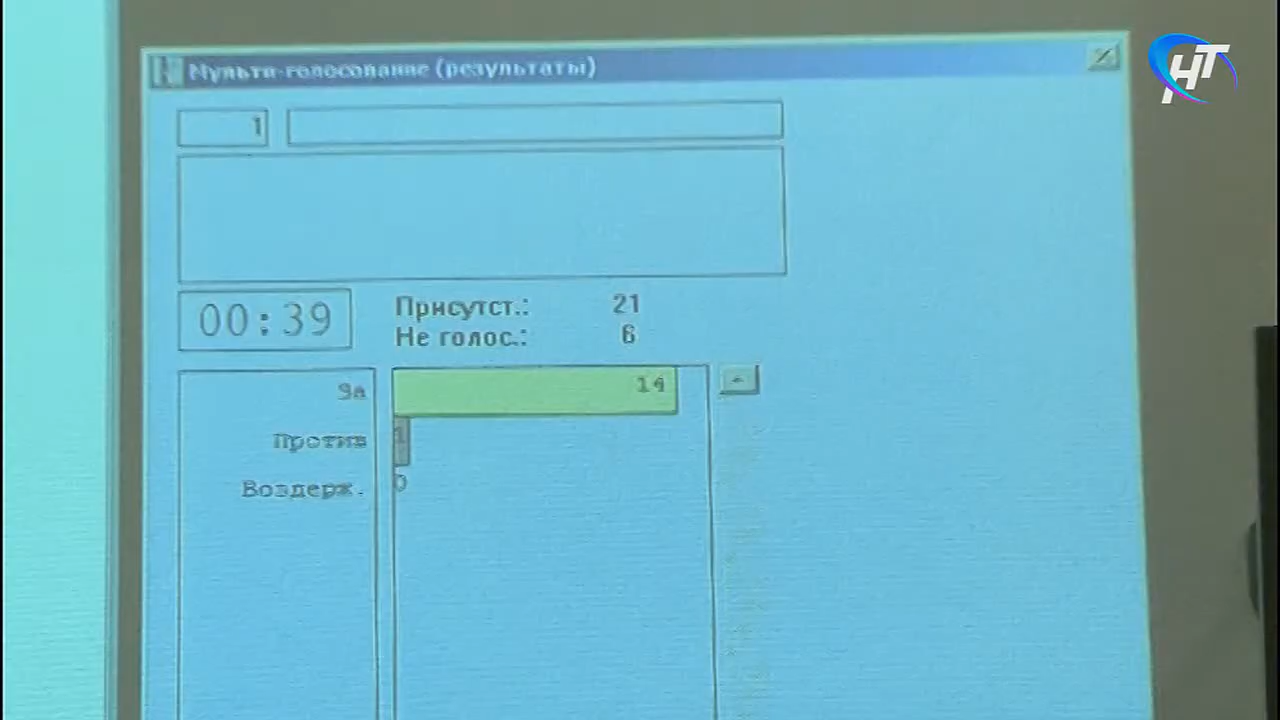 Мульти-голосование (результаты)
НТ
1
00:39
Присутст.: 21
Не голос.: 6
За 14
Против 1
Воздерж. 0